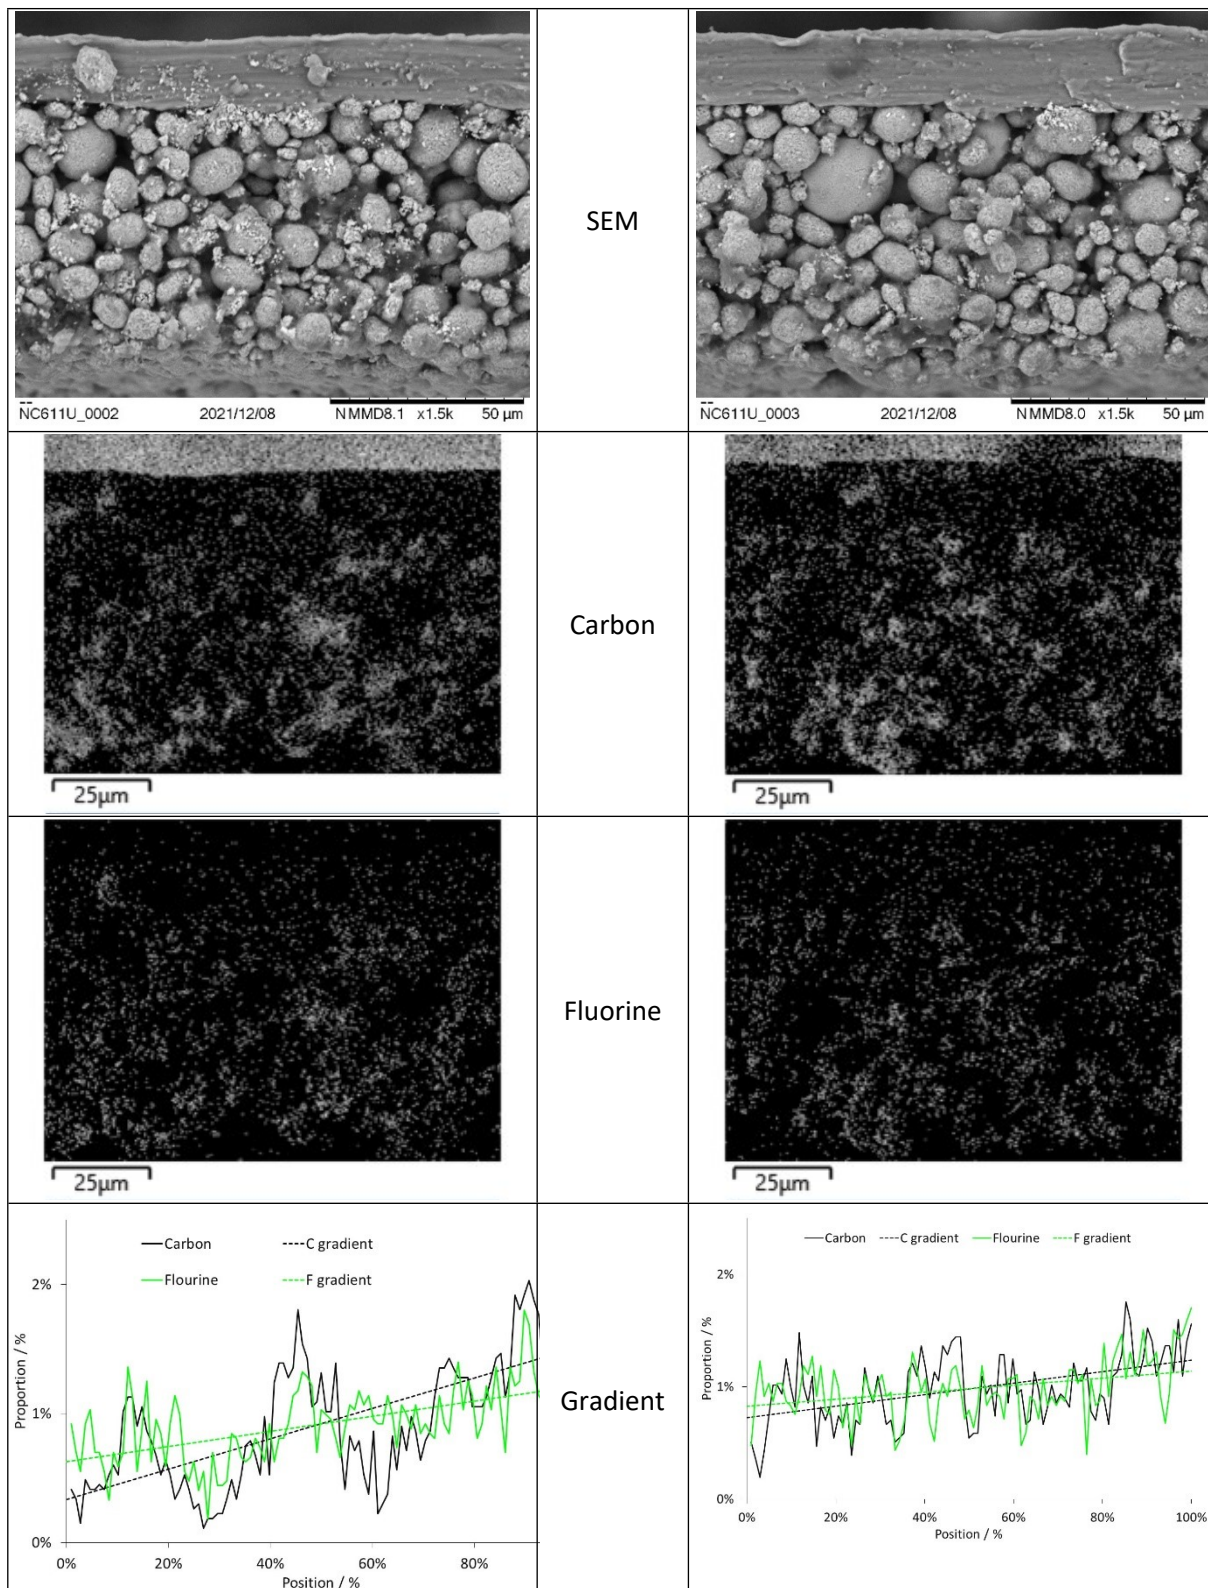 SEM
NC611U_0002 2021/12/08 NMMD8.1 x1.5k 50 µm
NC611U_0003 2021/12/08 NMMD8.0 x1.5k 50 µm
Carbon
25µm
25µm
Fluorine
25µm
25µm
Gradient
Carbon C gradient
Flourine F gradient
Proportion / %
2%
1%
0%
0% 20% 40% 60% 80%
Position / %
Carbon C gradient Flourine F gradient
Proportion / %
2%
1%
0%
0% 20% 40% 60% 80% 100%
Position / %